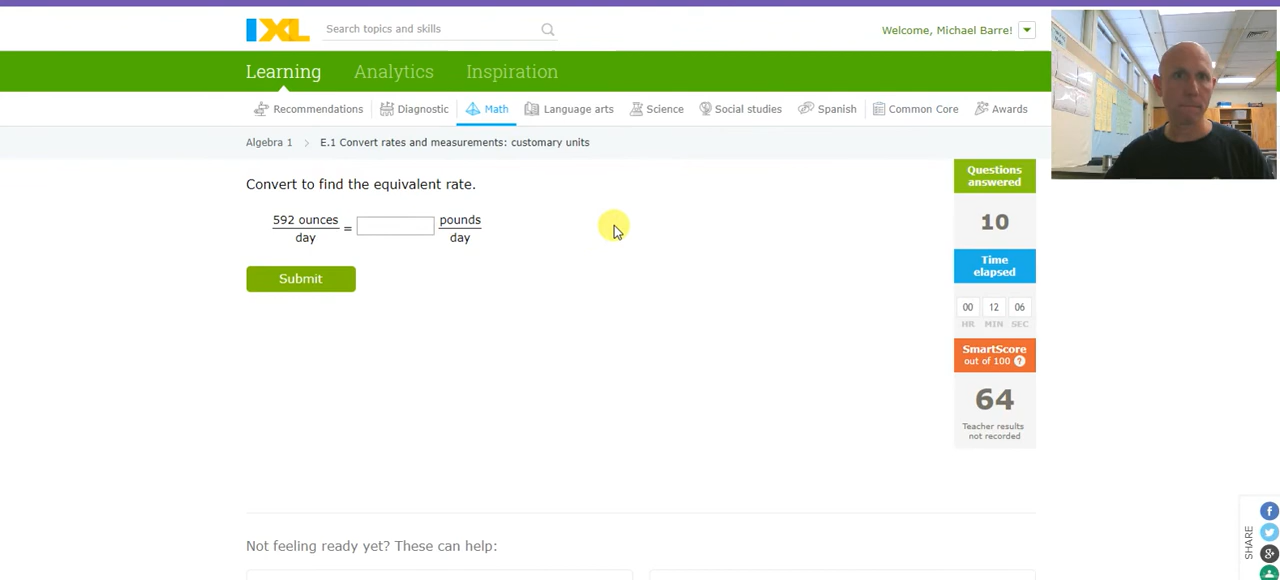 IXL
Search topics and skills
Welcome, Michael Barre!
Learning Analytics Inspiration
Recommendations Diagnostic Math Language arts Science Social studies Spanish Common Core Awards
Algebra 1 > E.1 Convert rates and measurements: customary units
Convert to find the equivalent rate.
592 ounces
day
=
pounds
day
Submit
Questions
answered
10
Time
elapsed
00 12 06
HR MIN SEC
SmartScore
out of 100 ?
64
Teacher results
not recorded
Not feeling ready yet? These can help:
SHARE